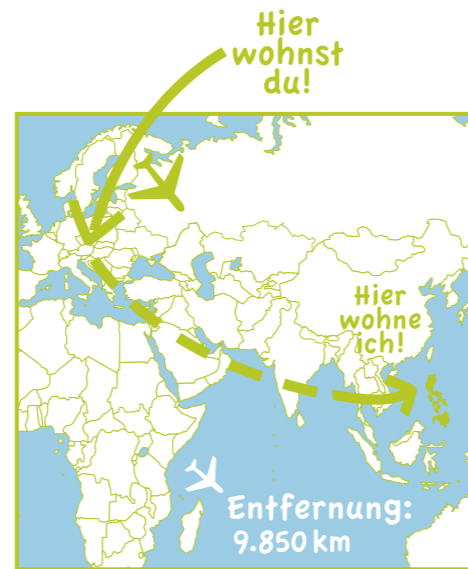 Hier
wohnst
du!
Hier
wohne
ich!
Entfernung:
9.850 km